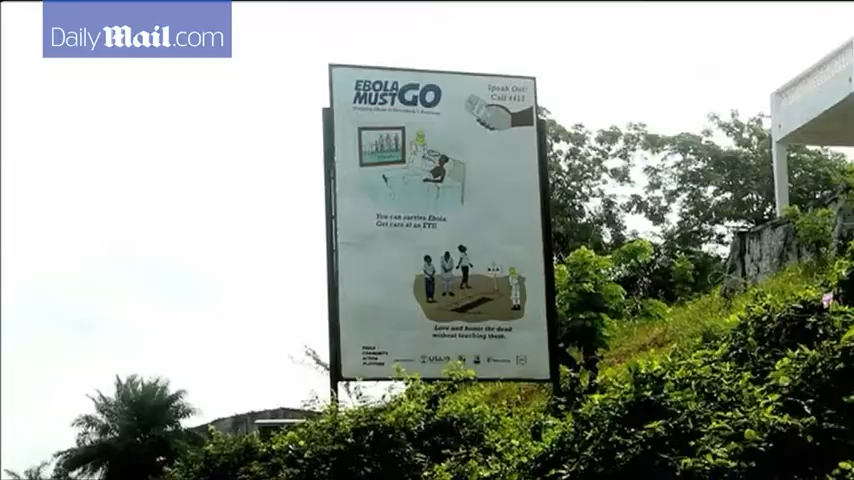 DailyMail.com
EBOLA
MUST GO
Speak Out!
Call 4411
You can survive Ebola
Get care at an ETU
Love and honor the dead
without touching them.
EBOLA
COMMUNITY
ACTION
PLATFORM
USAID